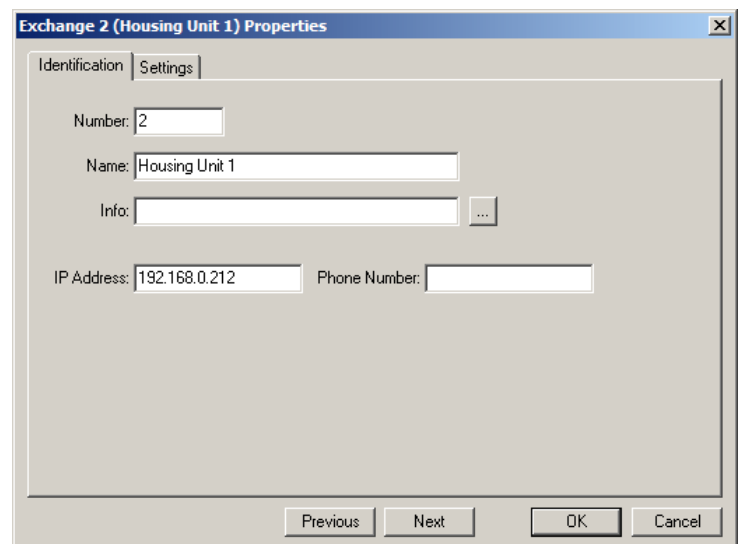 Exchange 2 (Housing Unit 1) Properties
Identification Settings
Number: 2
Name: Housing Unit 1
Info: ...
IP Address: 192.168.0.212 Phone Number:
Previous Next OK Cancel